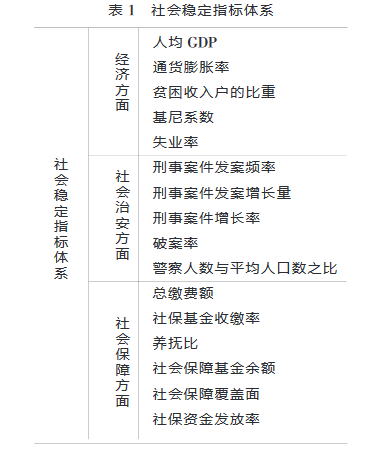 表 1 社会稳定指标体系
社会稳定指标体系
经济方面
人均 GDP
通货膨胀率
贫困收入户的比重
基尼系数
失业率
社会治安方面
刑事案件发案频率
刑事案件发案增长量
刑事案件增长率
破案率
警察人数与平均人口数之比
社会保障方面
总缴费额
社保基金收缴率
养抚比
社会保障基金余额
社会保障覆盖面
社保资金发放率